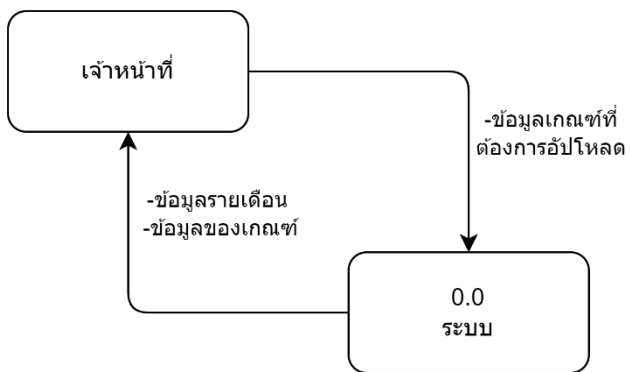 เจ้าหน้าที่
-ข้อมูลเกณฑ์ที่
ต้องการอัปโหลด
-ข้อมูลรายเดือน
-ข้อมูลของเกณฑ์
0.0
ระบบ